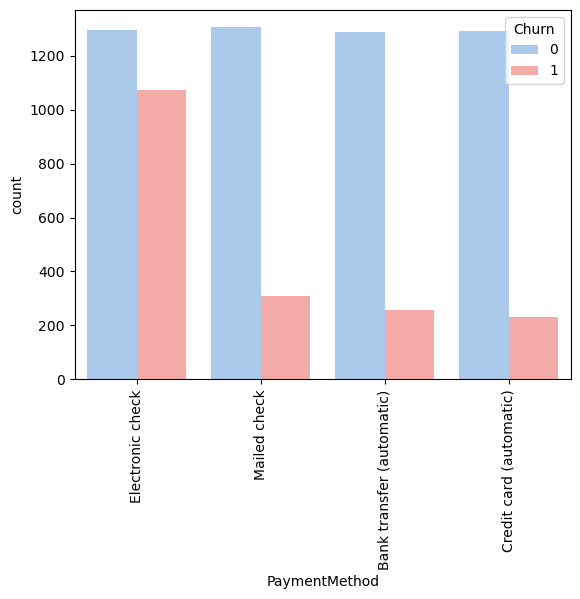 Churn
0
1
1200
1000
800
600
400
200
0
count
Electronic check
Mailed check
Bank transfer (automatic)
Credit card (automatic)
PaymentMethod